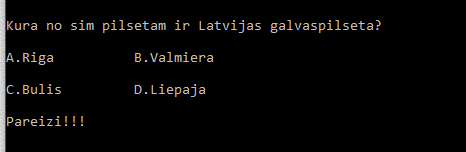 Kura no sim pilsetam ir Latvijas galvaspilseta?
A.Riga B.Valmiera
C.Bulis D.Liepaja
Pareizi!!!